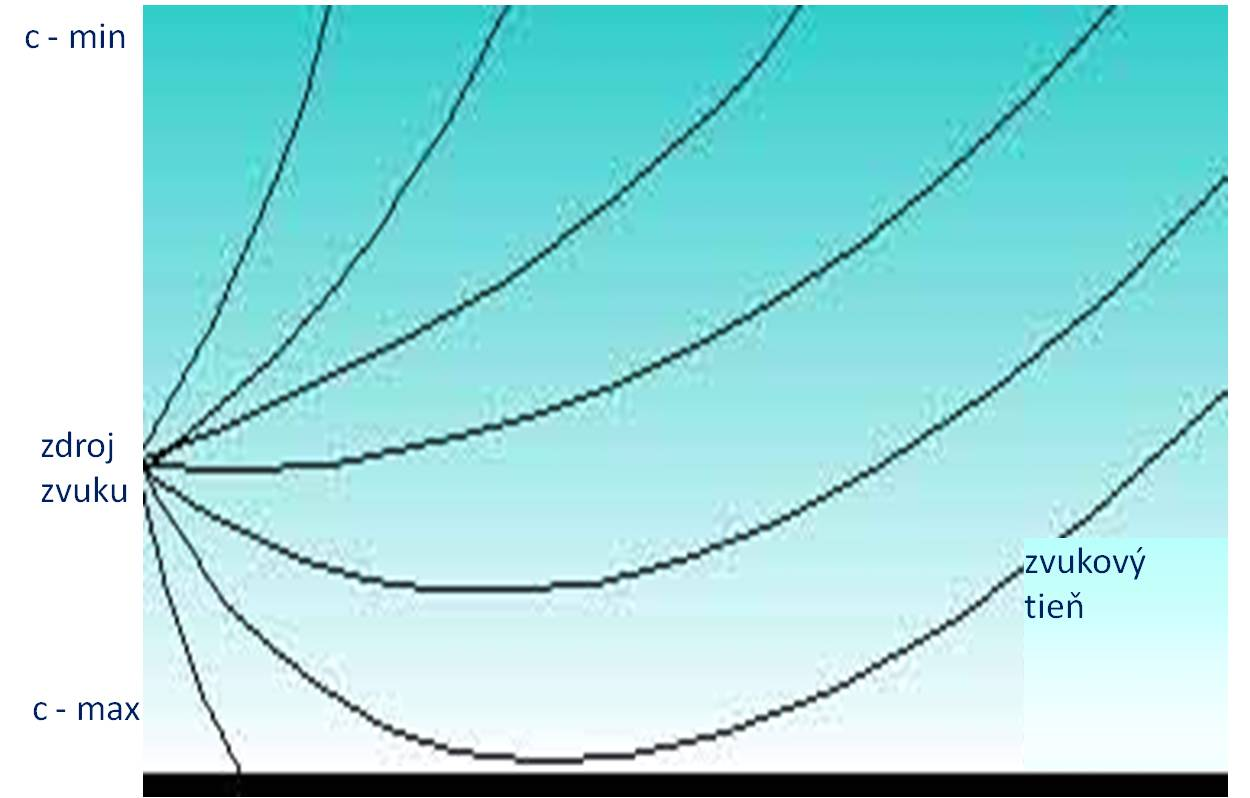 c - min
zdroj
zvuku
zvukový
tieň
c - max